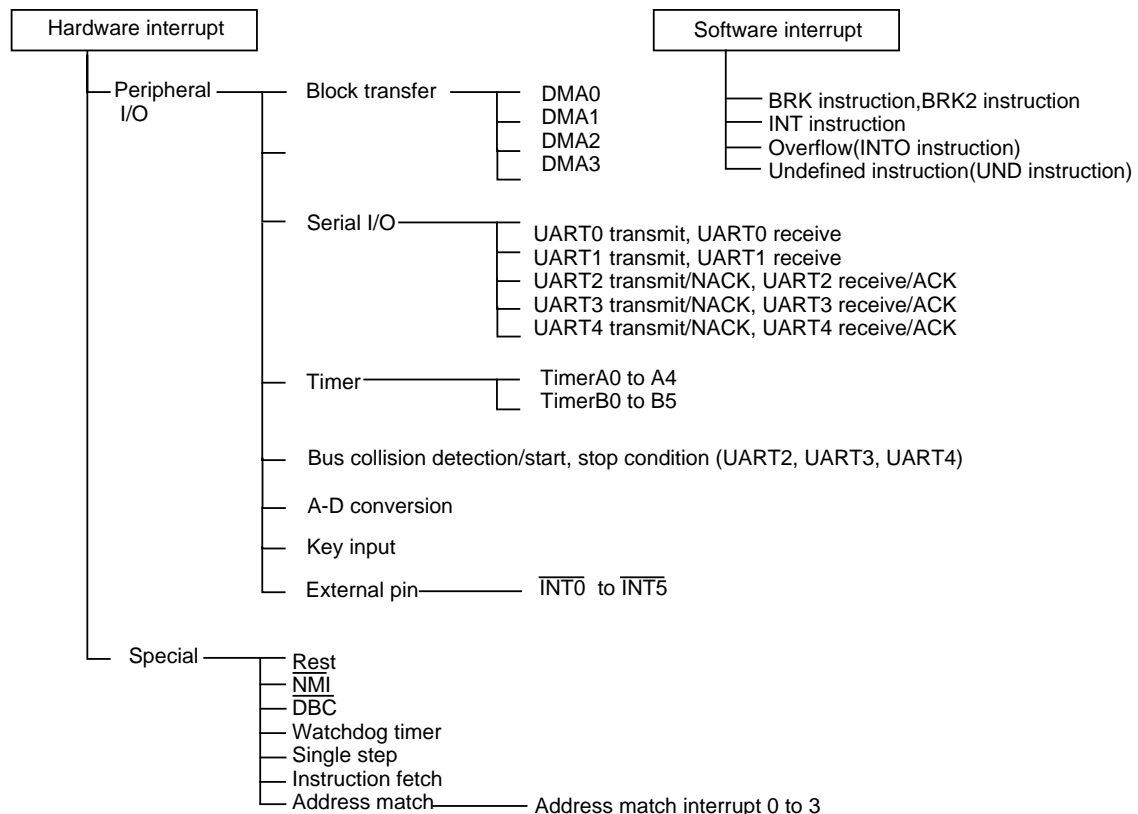 Hardware interrupt
Software interrupt
Peripheral
I/O
Block transfer
DMA0
DMA1
DMA2
DMA3
BRK instruction,BRK2 instruction
INT instruction
Overflow(INTO instruction)
Undefined instruction(UND instruction)
Serial I/O
UART0 transmit, UART0 receive
UART1 transmit, UART1 receive
UART2 transmit/NACK, UART2 receive/ACK
UART3 transmit/NACK, UART3 receive/ACK
UART4 transmit/NACK, UART4 receive/ACK
Timer
TimerA0 to A4
TimerB0 to B5
Bus collision detection/start, stop condition (UART2, UART3, UART4)
A-D conversion
Key input
External pin
INT0 to INT5
Special
Rest
NMI
DBC
Watchdog timer
Single step
Instruction fetch
Address match
Address match interrupt 0 to 3